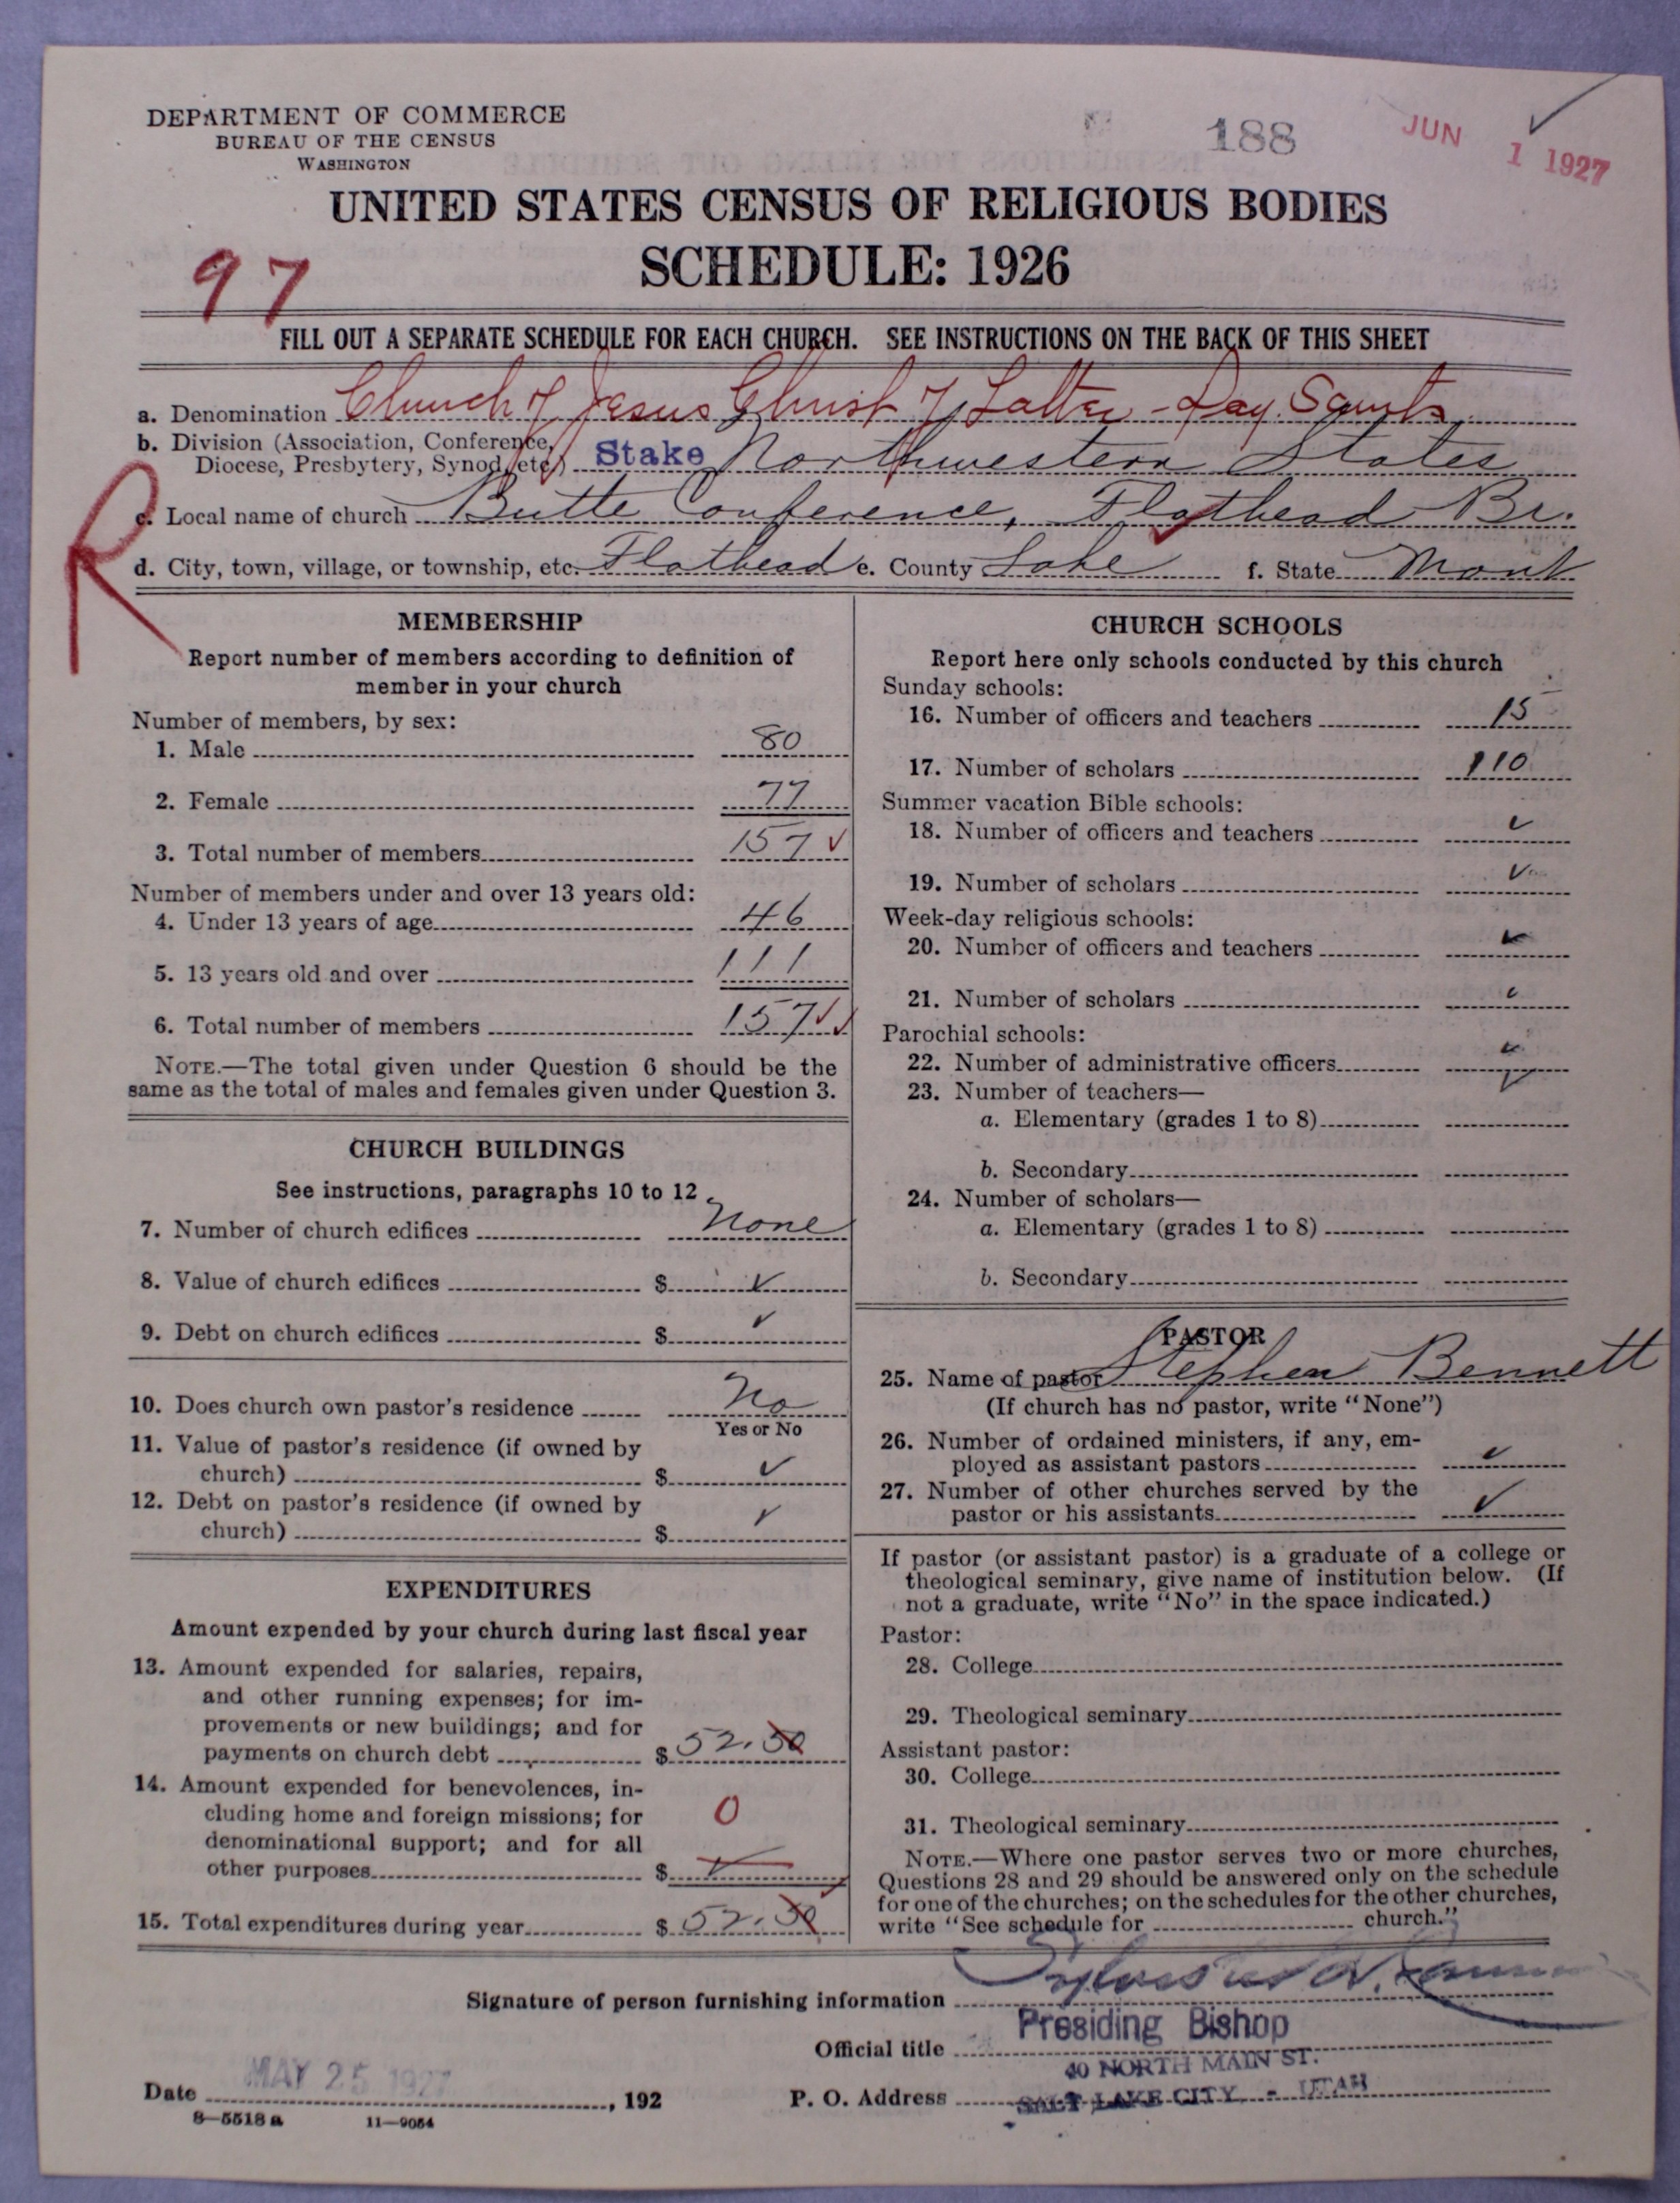 DEPARTMENT OF COMMERCE
BUREAU OF THE CENSUS
WASHINGTON
188
JUN 1 1927
UNITED STATES CENSUS OF RELIGIOUS BODIES
SCHEDULE: 1926
97
FILL OUT A SEPARATE SCHEDULE FOR EACH CHURCH. SEE INSTRUCTIONS ON THE BACK OF THIS SHEET
a. Denomination Church of Jesus Christ of Latter-Day Saints
b. Division (Association, Conference,
Diocese, Presbytery, Synod, etc.) Stake Northwestern States
R
c. Local name of church Butte Conference, Flathead Br.
d. City, town, village, or township, etc. Flathead e. County Lake f. State Mont
MEMBERSHIP
Report number of members according to definition of
member in your church
Number of members, by sex:
1. Male 80
2. Female 77
3. Total number of members 157 ✓
Number of members under and over 13 years old:
4. Under 13 years of age 46
5. 13 years old and over 111
6. Total number of members 157 ✓✓
NOTE.—The total given under Question 6 should be the
same as the total of males and females given under Question 3.
CHURCH BUILDINGS
See instructions, paragraphs 10 to 12
7. Number of church edifices None
8. Value of church edifices $ ✓
9. Debt on church edifices $ ✓
10. Does church own pastor's residence No
Yes or No
11. Value of pastor's residence (if owned by
church) $ ✓
12. Debt on pastor's residence (if owned by
church) $ ✓
EXPENDITURES
Amount expended by your church during last fiscal year
13. Amount expended for salaries, repairs,
and other running expenses; for im-
provements or new buildings; and for
payments on church debt $ 52.50
14. Amount expended for benevolences, in-
cluding home and foreign missions; for 0
denominational support; and for all
other purposes $ ✓
15. Total expenditures during year $ 52.50
CHURCH SCHOOLS
Report here only schools conducted by this church
Sunday schools:
16. Number of officers and teachers 15
17. Number of scholars 110
Summer vacation Bible schools:
18. Number of officers and teachers ✓
19. Number of scholars ✓
Week-day religious schools:
20. Number of officers and teachers ✓
21. Number of scholars ✓
Parochial schools:
22. Number of administrative officers ✓
23. Number of teachers— ✓
a. Elementary (grades 1 to 8)
b. Secondary
24. Number of scholars—
a. Elementary (grades 1 to 8)
b. Secondary
PASTOR
25. Name of pastor Stephen Bennett
(If church has no pastor, write "None")
26. Number of ordained ministers, if any, em-
ployed as assistant pastors ✓
27. Number of other churches served by the
pastor or his assistants ✓
If pastor (or assistant pastor) is a graduate of a college or
theological seminary, give name of institution below. (If
not a graduate, write "No" in the space indicated.)
Pastor:
28. College
29. Theological seminary
Assistant pastor:
30. College
31. Theological seminary
NOTE.—Where one pastor serves two or more churches,
Questions 28 and 29 should be answered only on the schedule
for one of the churches; on the schedules for the other churches,
write "See schedule for church."
Signature of person furnishing information
Official title Presiding Bishop
40 NORTH MAIN ST.
Date MAY 25 1927, 192 P. O. Address SALT LAKE CITY - UTAH
8—5518 a 11—9054